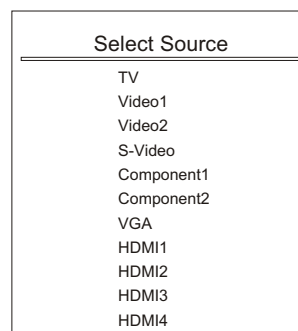 Select Source
TV
Video1
Video2
S-Video
Component1
Component2
VGA
HDMI1
HDMI2
HDMI3
HDMI4